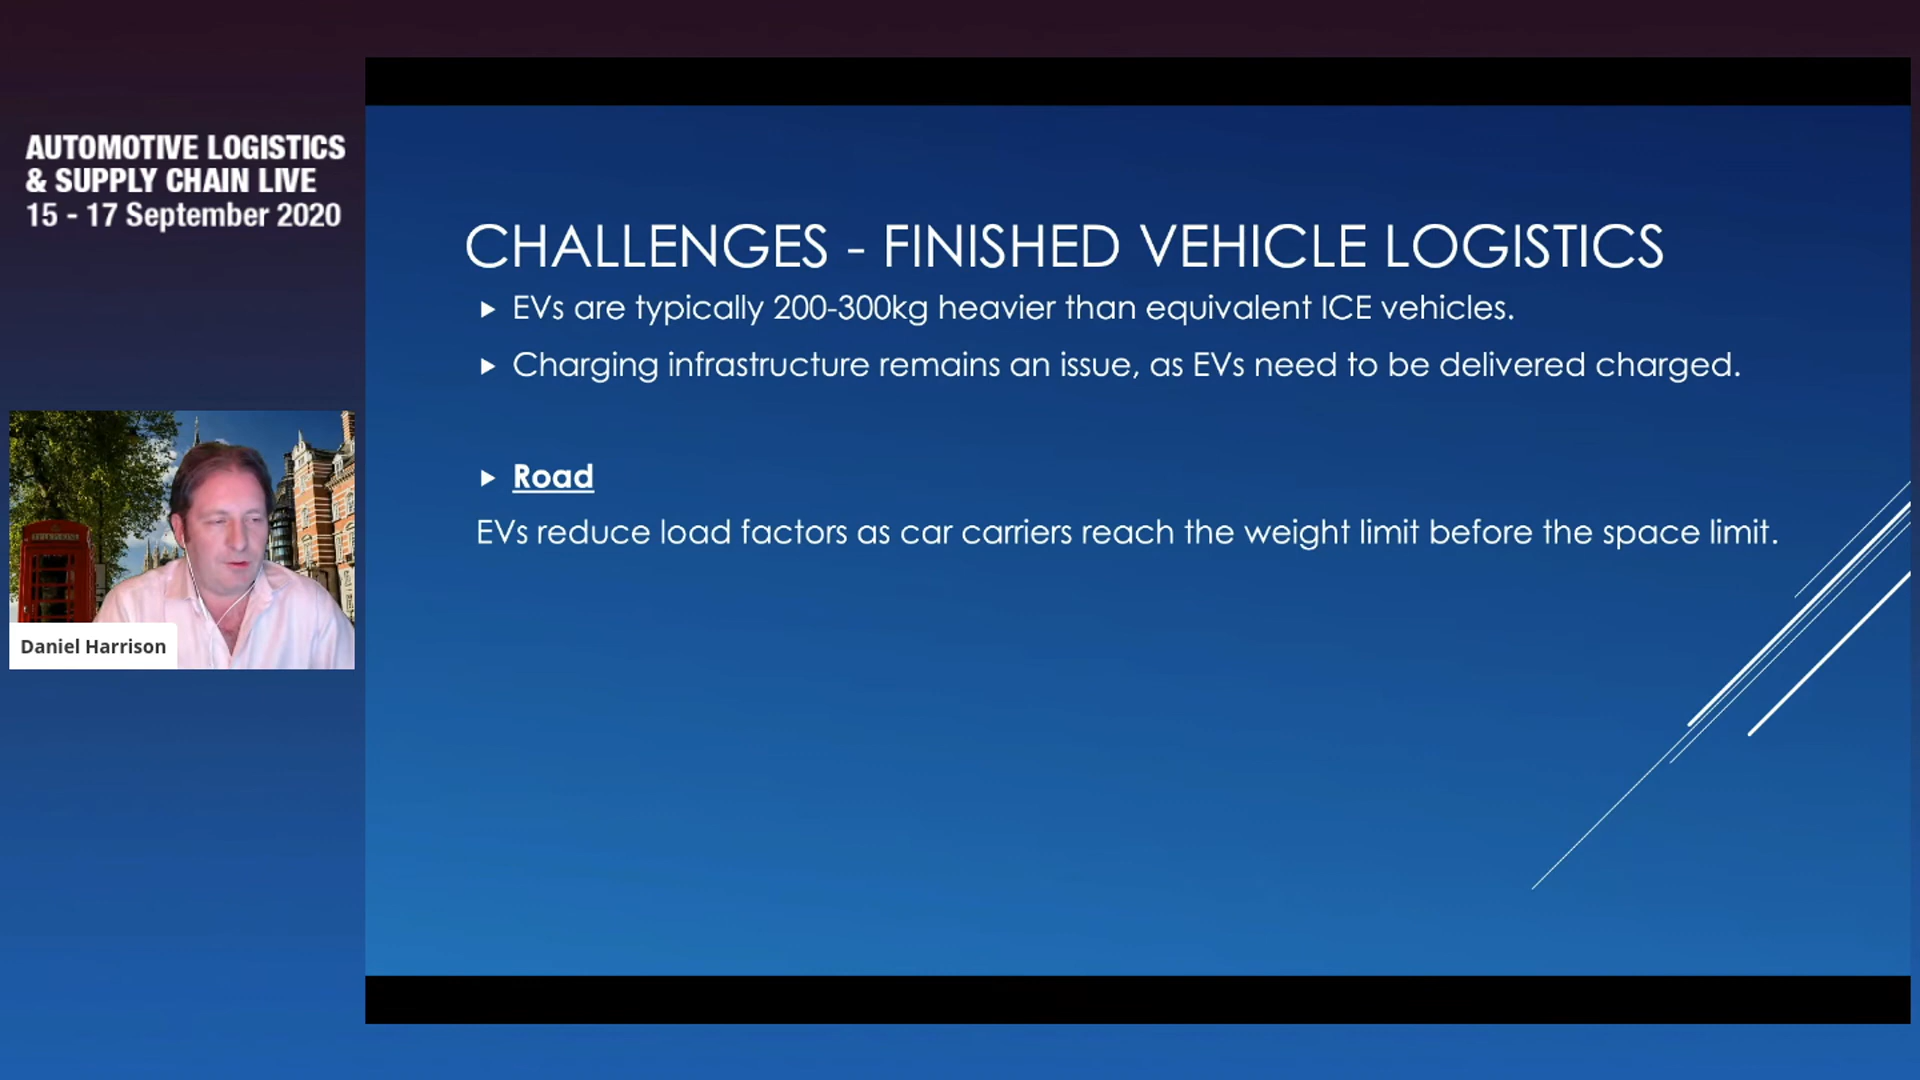 AUTOMOTIVE LOGISTICS
& SUPPLY CHAIN LIVE
15 - 17 September 2020
CHALLENGES - FINISHED VEHICLE LOGISTICS
EVs are typically 200-300kg heavier than equivalent ICE vehicles.
Charging infrastructure remains an issue, as EVs need to be delivered charged.
Road
EVs reduce load factors as car carriers reach the weight limit before the space limit.
TELEPHONE
Daniel Harrison